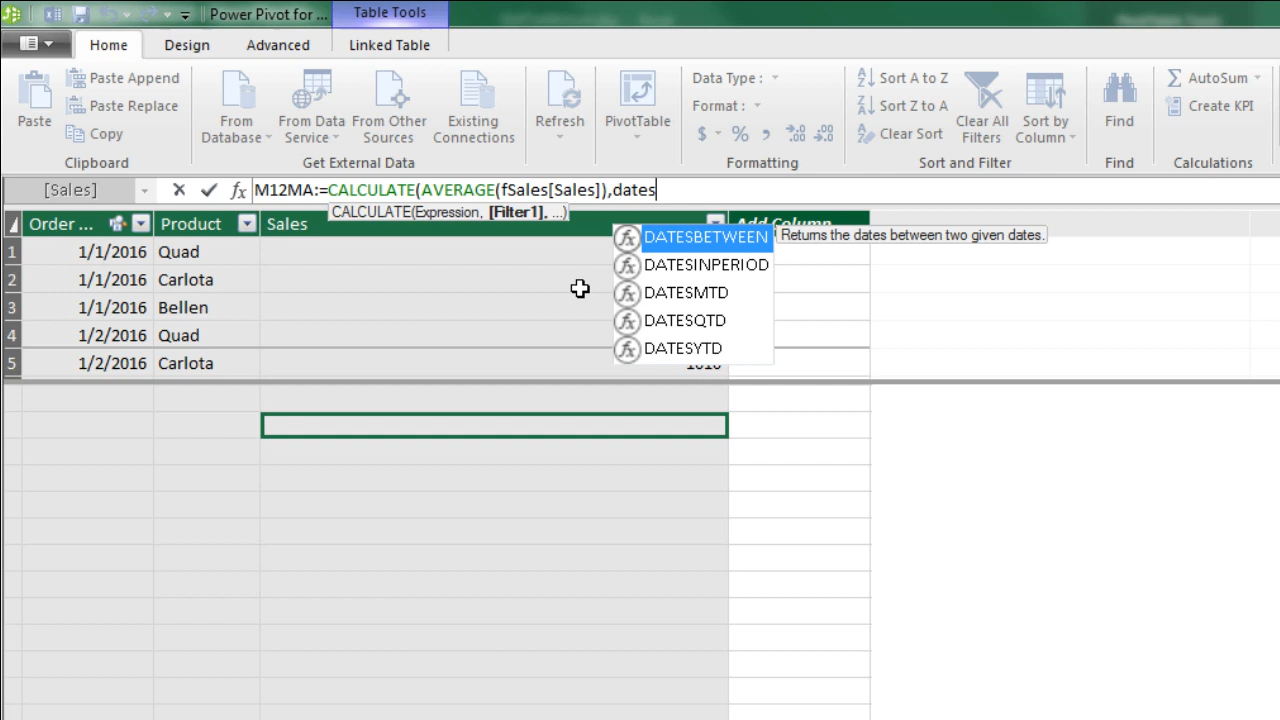 Power Pivot for ... Table Tools
Home Design Advanced Linked Table
Paste
Paste Append
Paste Replace
Copy
Clipboard
From Database
From Data Service
From Other Sources
Existing Connections
Get External Data
Refresh
PivotTable
Data Type :
Format :
$ % ,
Formatting
Sort A to Z
Sort Z to A
Clear Sort
Clear All Filters
Sort by Column
Sort and Filter
Find
Find
AutoSum
Create KPI
Calculations
[Sales] fx M12MA:=CALCULATE(AVERAGE(fSales[Sales]),dates
CALCULATE(Expression, [Filter1], ...)
Order ... Product Sales Add Column
DATESBETWEEN Returns the dates between two given dates.
DATESINPERIOD
DATESMTD
DATESQTD
DATESYTD
1 1/1/2016 Quad
2 1/1/2016 Carlota
3 1/1/2016 Bellen
4 1/2/2016 Quad
5 1/2/2016 Carlota